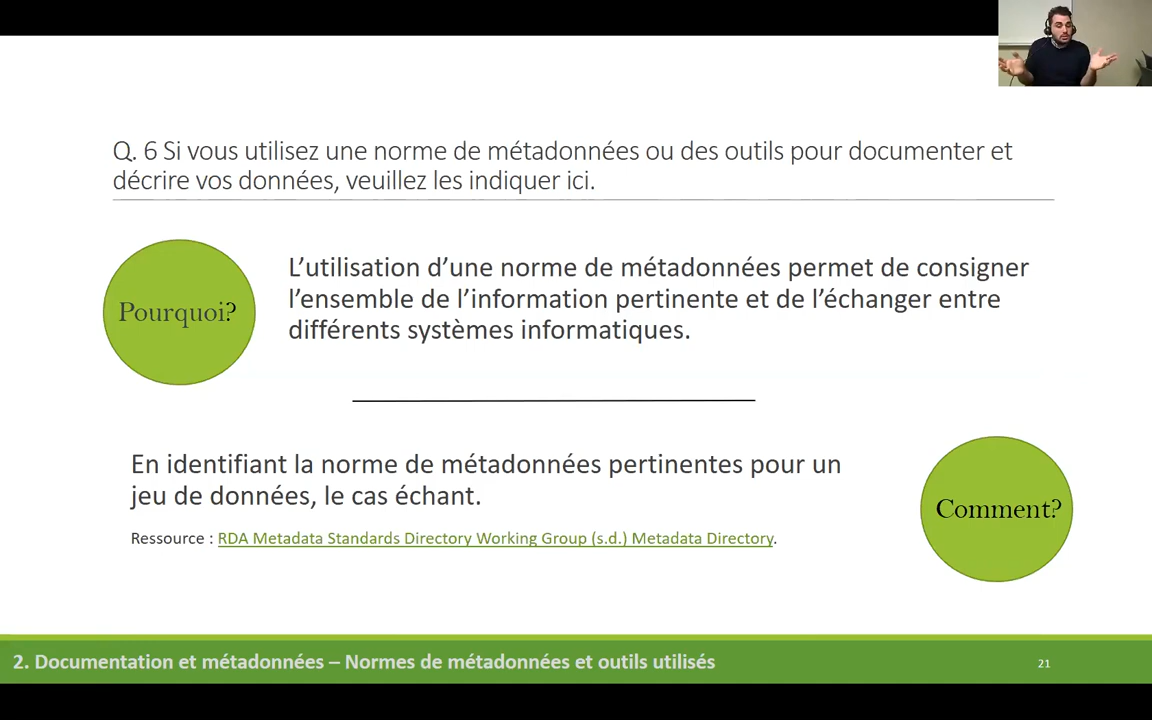 Q. 6 Si vous utilisez une norme de métadonnées ou des outils pour documenter et
décrire vos données, veuillez les indiquer ici.
Pourquoi?
L’utilisation d’une norme de métadonnées permet de consigner
l’ensemble de l’information pertinente et de l’échanger entre
différents systèmes informatiques.
En identifiant la norme de métadonnées pertinentes pour un
jeu de données, le cas échant.
Comment?
Ressource : RDA Metadata Standards Directory Working Group (s.d.) Metadata Directory.
2. Documentation et métadonnées – Normes de métadonnées et outils utilisés
21